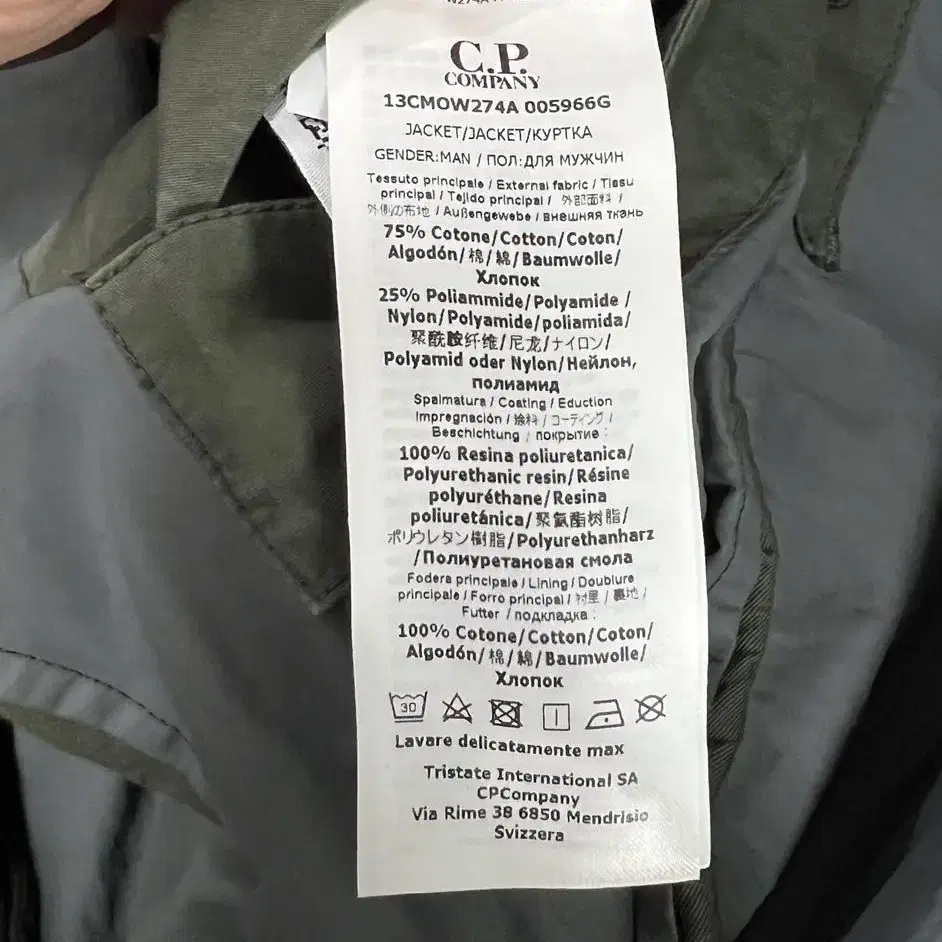 C.P.
COMPANY
13CMOW274A 005966G
JACKET/JACKET/КУРТКА
GENDER:MAN / ПОЛ:ДЛЯ МУЖЧИН
Tessuto principale / External fabric / Tissu
principal / Tejido principal / 外部面料 /
外側の布地 / Außengewebe / внешняя ткань
75% Cotone/Cotton/Coton/
Algodón/棉/綿/Baumwolle/
Хлопок
25% Poliammide/Polyamide /
Nylon/Polyamide/poliamida/
聚酰胺纤维/尼龙/ナイロン/
Polyamid oder Nylon/Нейлон,
полиамид
Spalmatura / Coating / Eduction
Impregnación / 涂料 / コーティング /
Beschichtung / покрытие :
100% Resina poliuretanica/
Polyurethanic resin/Résine
polyuréthane/Resina
poliuretánica/聚氨酯树脂/
ポリウレタン樹脂/Polyurethanharz
/Полиуретановая смола
Fodera principale / Lining / Doublure
principale / Forro principal / 衬里 / 裏地 /
Futter / подкладка :
100% Cotone/Cotton/Coton/
Algodón/棉/綿/Baumwolle/
Хлопок
30
Lavare delicatamente max
Tristate International SA
CPCompany
Via Rime 38 6850 Mendrisio
Svizzera